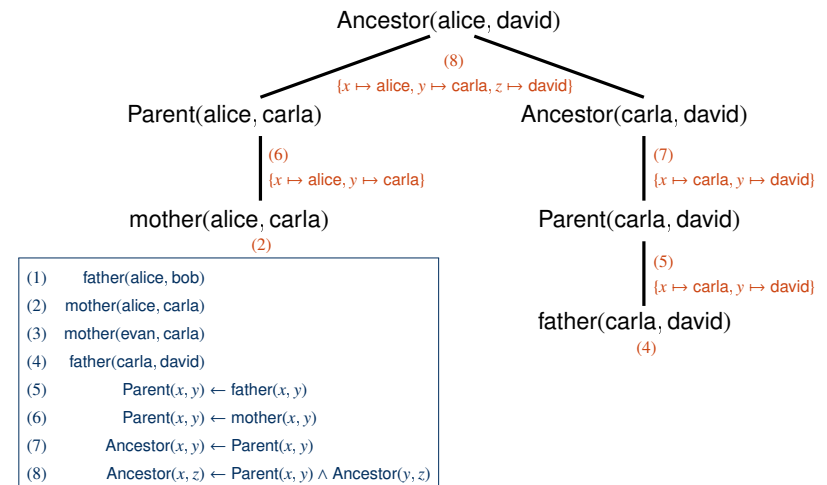 Ancestor(alice, david)
(8)
{x ↦ alice, y ↦ carla, z ↦ david}
Parent(alice, carla)
Ancestor(carla, david)
(6)
{x ↦ alice, y ↦ carla}
(7)
{x ↦ carla, y ↦ david}
mother(alice, carla)
(2)
Parent(carla, david)
(5)
{x ↦ carla, y ↦ david}
father(carla, david)
(4)
(1) father(alice, bob)
(2) mother(alice, carla)
(3) mother(evan, carla)
(4) father(carla, david)
(5) Parent(x, y) ← father(x, y)
(6) Parent(x, y) ← mother(x, y)
(7) Ancestor(x, y) ← Parent(x, y)
(8) Ancestor(x, z) ← Parent(x, y) ∧ Ancestor(y, z)